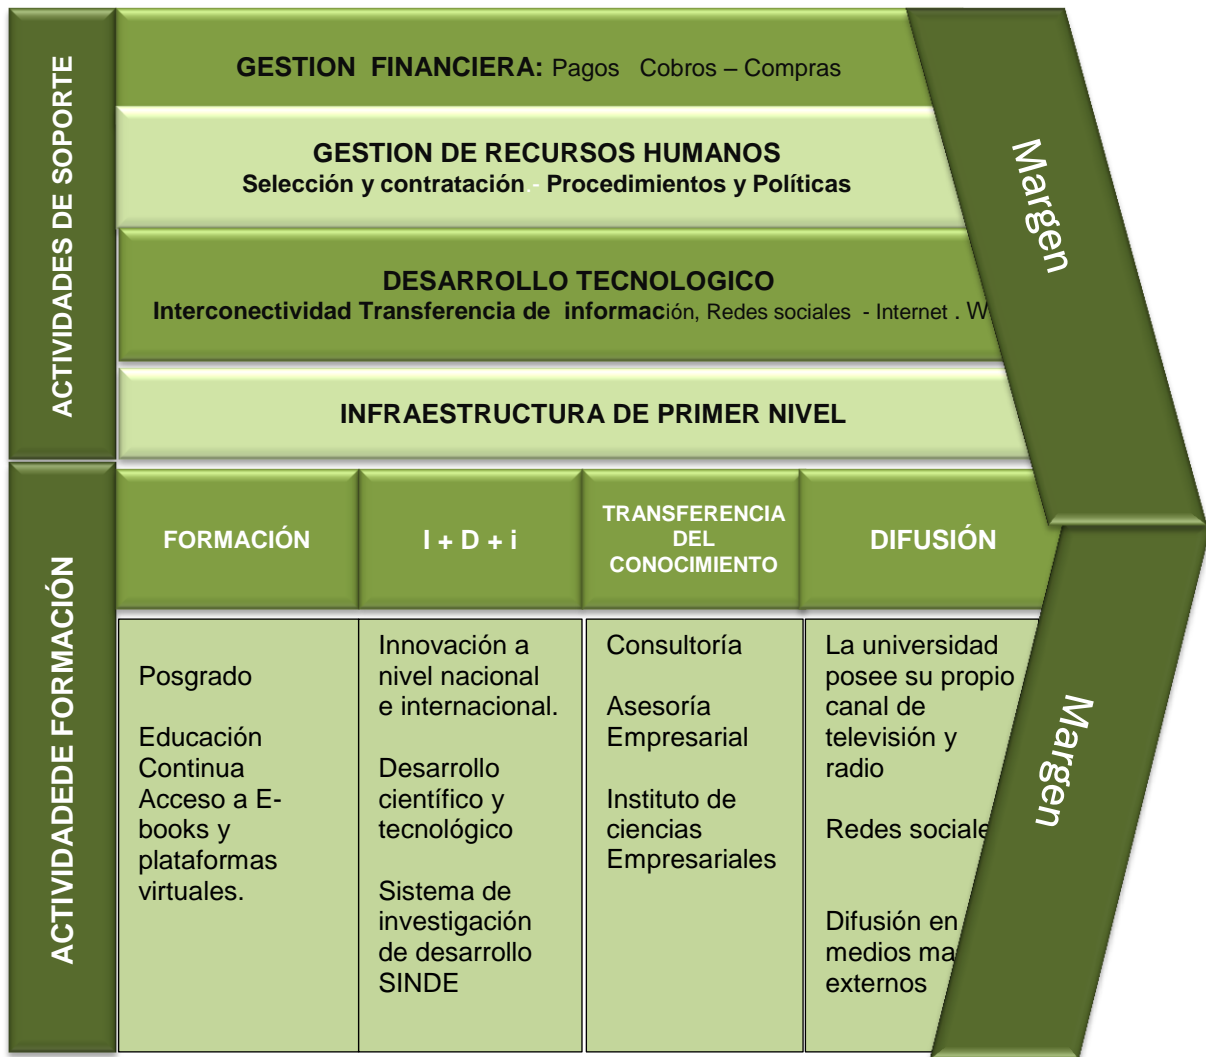 ACTIVIDADES DE SOPORTE
GESTION FINANCIERA: Pagos Cobros – Compras
GESTION DE RECURSOS HUMANOS
Selección y contratación.- Procedimientos y Políticas
DESARROLLO TECNOLOGICO
Interconectividad Transferencia de información, Redes sociales - Internet .
INFRAESTRUCTURA DE PRIMER NIVEL
Margen
ACTIVIDADEDE FORMACIÓN
FORMACIÓN
I + D + i
TRANSFERENCIA
DEL
CONOCIMIENTO
DIFUSIÓN
Posgrado
Educación
Continua
Acceso a E-
books y
plataformas
virtuales.
Innovación a
nivel nacional
e internacional.
Desarrollo
científico y
tecnológico
Sistema de
investigación
de desarrollo
SINDE
Consultoría
Asesoría
Empresarial
Instituto de
ciencias
Empresariales
La universidad
posee su propio
canal de
televisión y
radio
Redes
Difusión en
medios
externos
Margen